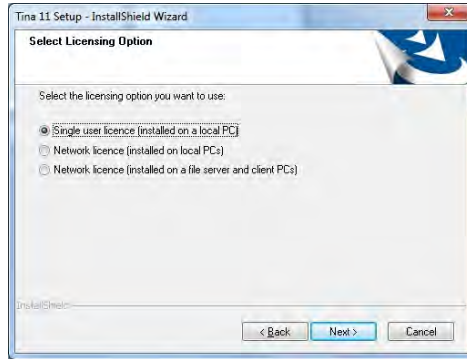 Tina 11 Setup - InstallShield Wizard
Select Licensing Option
Select the licensing option you want to use:
Single user licence (installed on a local PC)
Network licence (installed on local PCs)
Network licence (installed on a file server and client PCs)
InstallShield
< Back
Next >
Cancel